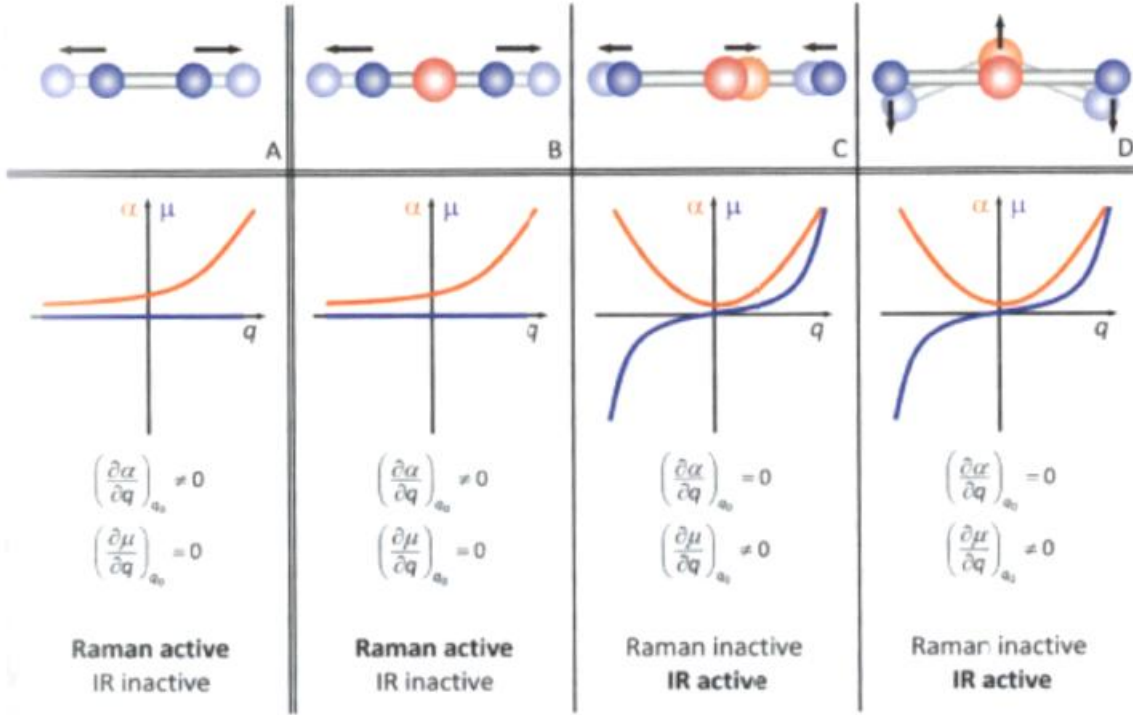 A B C D
α μ α μ α μ α μ
q q q q
(∂α/∂q)q₀ ≠ 0 (∂α/∂q)q₀ ≠ 0 (∂α/∂q)q₀ = 0 (∂α/∂q)q₀ = 0
(∂μ/∂q)q₀ = 0 (∂μ/∂q)q₀ = 0 (∂μ/∂q)q₀ ≠ 0 (∂μ/∂q)q₀ ≠ 0
Raman active Raman active Raman inactive Raman inactive
IR inactive IR inactive IR active IR active